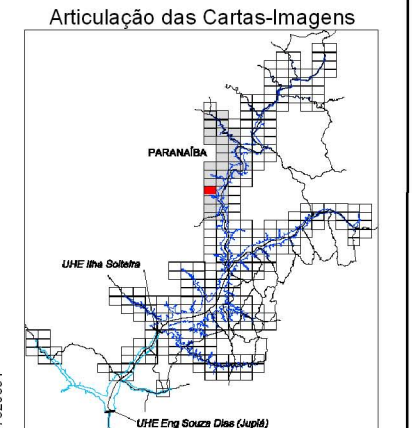 Articulação das Cartas-Imagens
PARANAÍBA
UHE Ilha Solteira
UHE Eng Souza Dias (Jupiá)